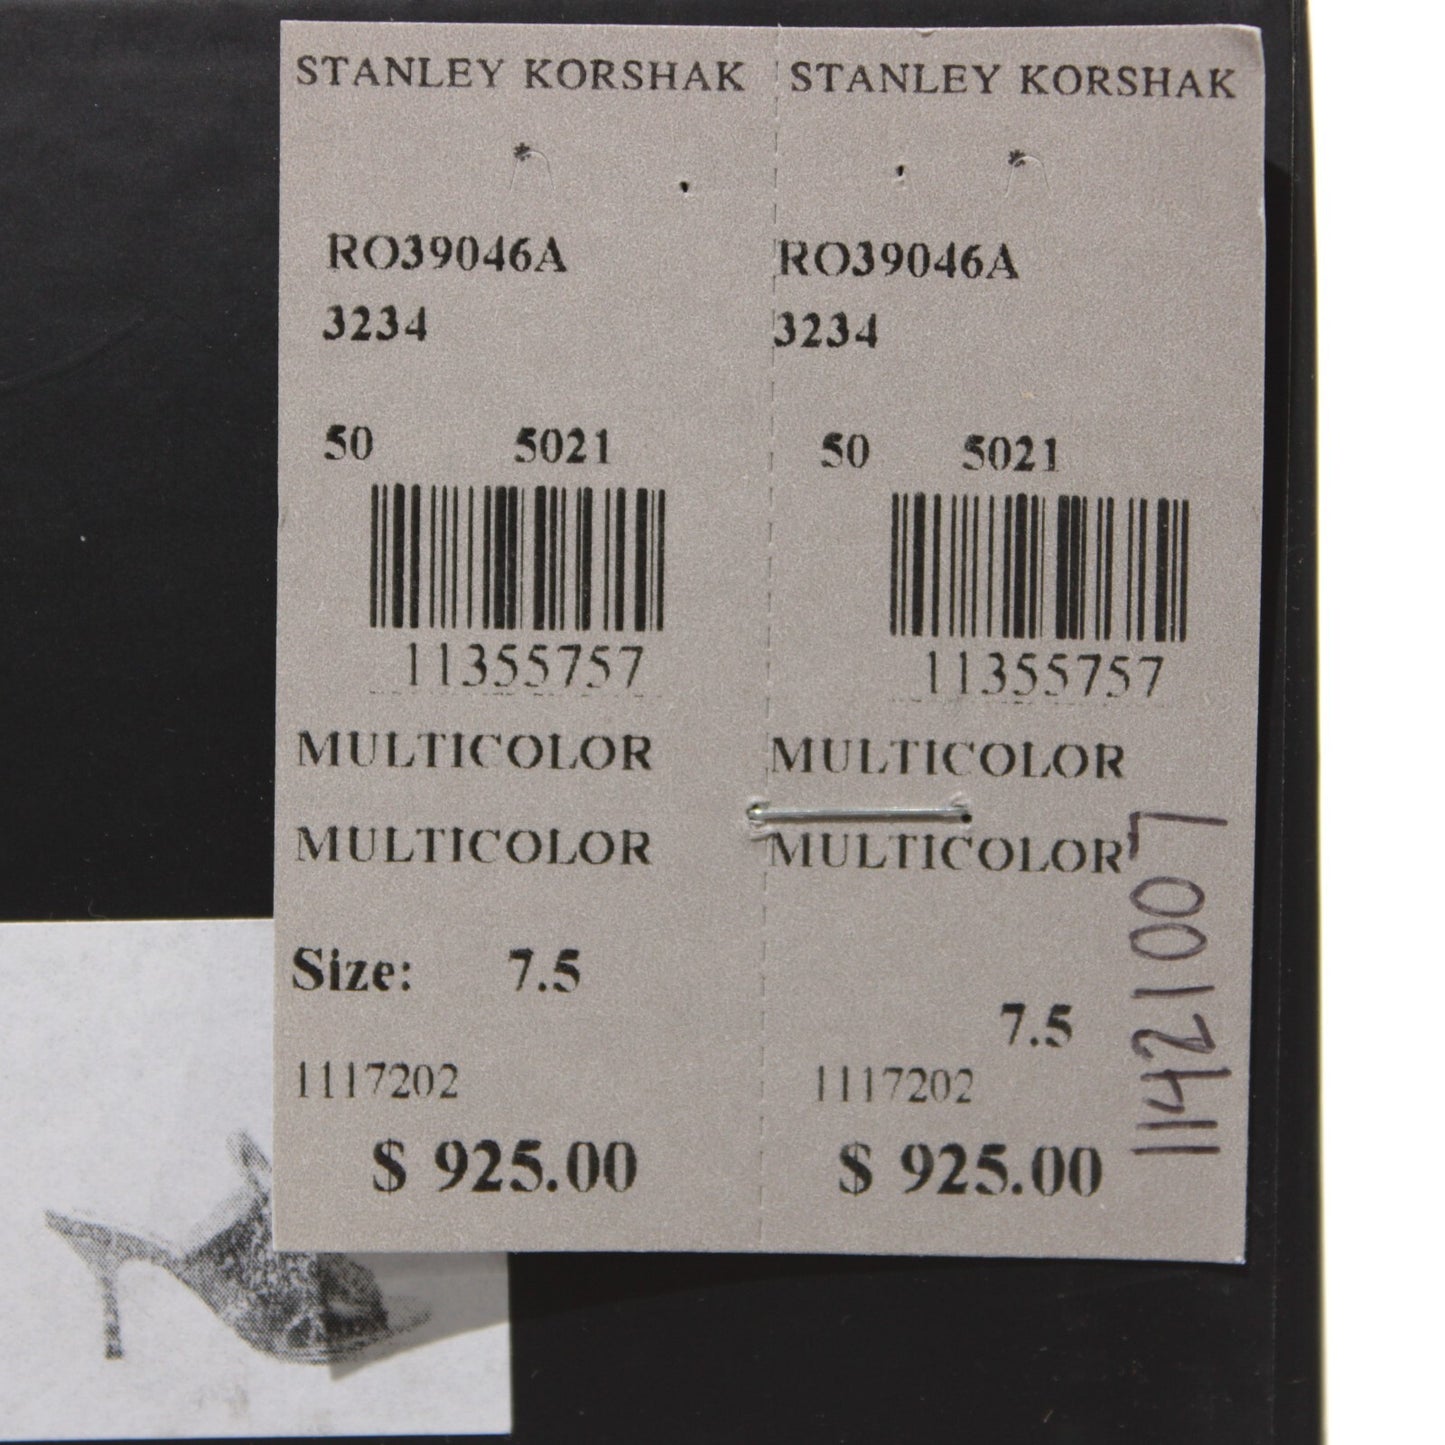 STANLEY KORSHAK
*
RO39046A
3234
50 5021
11355757
MULTICOLOR
MULTICOLOR
Size: 7.5
1117202
$ 925.00
STANLEY KORSHAK
*
RO39046A
3234
50 5021
11355757
MULTICOLOR
MULTICOLOR
7.5
1117202
$ 925.00
11421007